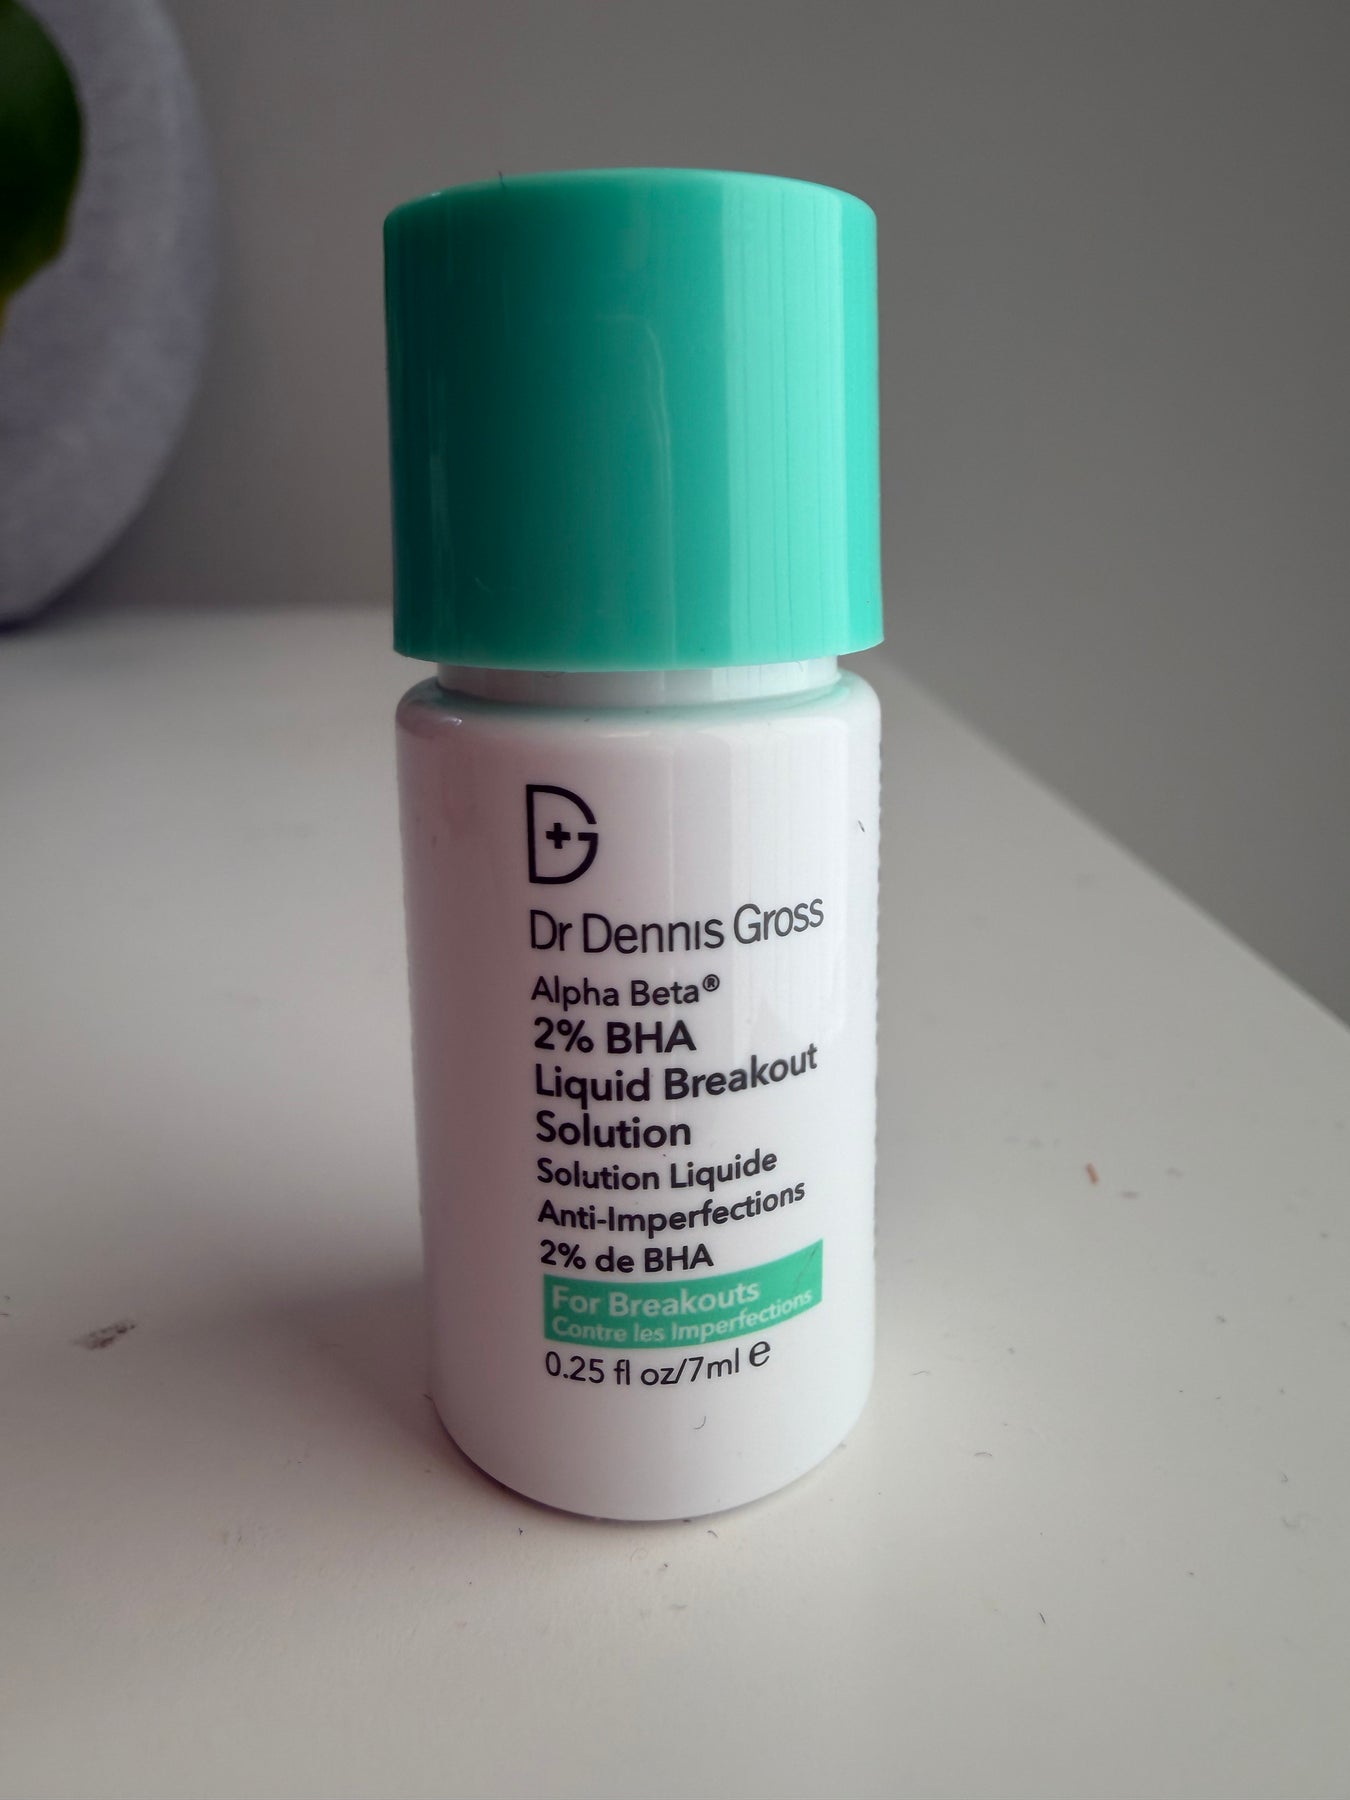 D+G
Dr Dennis Gross
Alpha Beta®
2% BHA
Liquid Breakout
Solution
Solution Liquide
Anti-Imperfections
2% de BHA
For Breakouts
Contre les Imperfections
0.25 fl oz/7ml e